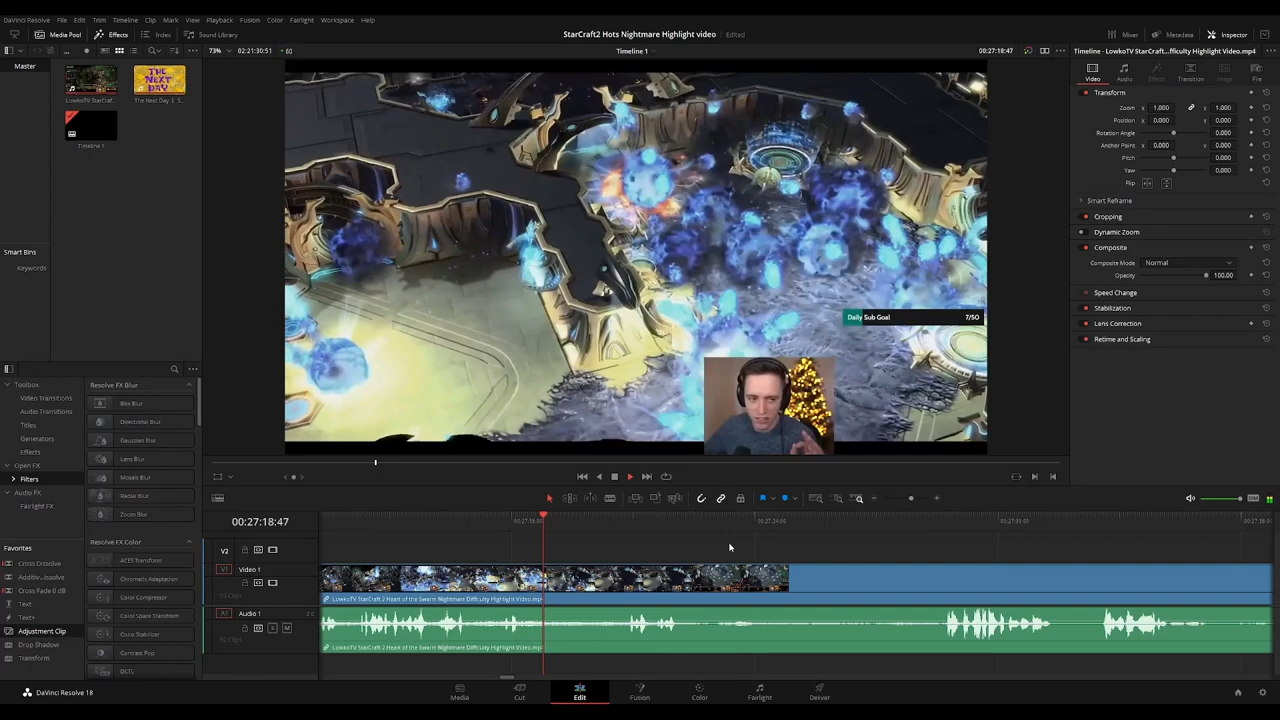 DaVinci Resolve File Edit Trim Timeline Clip Mark View Playback Fusion Color Fairlight Workspace Help
Media Pool Effects Index Sound Library StarCraft2 Hots Nightmare Highlight video Edited Mixer Metadata Inspector
73% 02:21:30:51 60 Timeline 1 00:27:18:47 Timeline - LowkoTV StarCraft...fficulty Highlight Video.mp4
Master
LowkoTV StarCraf...
THE NEXT DAY
The Next Day 1 S...
Timeline 1
Smart Bins
Keywords
Video Audio Effects Transition Image File
Transform
Zoom X 1.000 Y 1.000
Position X 0.000 Y 0.000
Rotation Angle 0.000
Anchor Point X 0.000 Y 0.000
Pitch 0.000
Yaw 0.000
Flip
Smart Reframe
Cropping
Dynamic Zoom
Composite
Composite Mode Normal
Opacity 100.00
Speed Change
Stabilization
Lens Correction
Retime and Scaling
Daily Sub Goal 7/50
Toolbox
Video Transitions
Audio Transitions
Titles
Generators
Effects
Open FX
Filters
Audio FX
Fairlight FX
Favorites
Cross Dissolve
Additiv...issolve
Cross Fade 0 dB
Text
Text+
Adjustment Clip
Drop Shadow
Transform
Resolve FX Blur
Box Blur
Directional Blur
Gaussian Blur
Lens Blur
Mosaic Blur
Radial Blur
Zoom Blur
Resolve FX Color
ACES Transform
Chromatic Adaptation
Color Compressor
Color Space Transform
Color Stabilizer
Contrast Pop
DCTL
00:27:18:47
00:27:18:00 00:27:24:00 00:27:30:00 00:27:36:00
V2
V1 Video 1
LowkoTV StarCraft 2 Heart of the Swarm Nightmare Difficulty Highlight Video.mp4
A1 Audio 1 2.0
S M
LowkoTV StarCraft 2 Heart of the Swarm Nightmare Difficulty Highlight Video.mp4
DaVinci Resolve 18
Media Cut Edit Fusion Color Fairlight Deliver